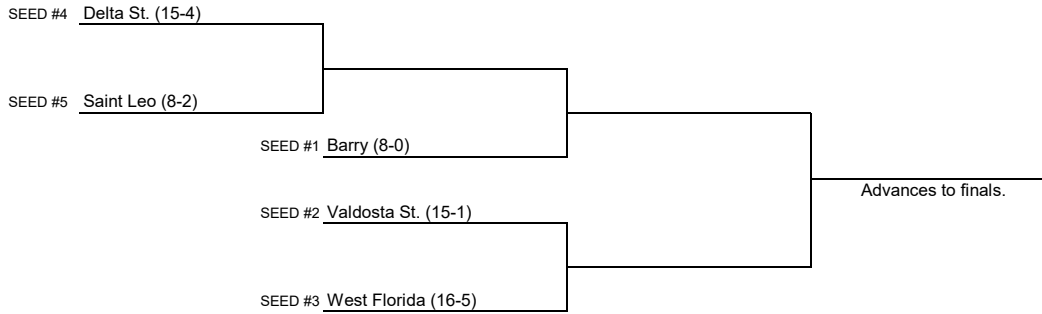 SEED #4 Delta St. (15-4)
SEED #5 Saint Leo (8-2)
SEED #1 Barry (8-0)
Advances to finals.
SEED #2 Valdosta St. (15-1)
SEED #3 West Florida (16-5)